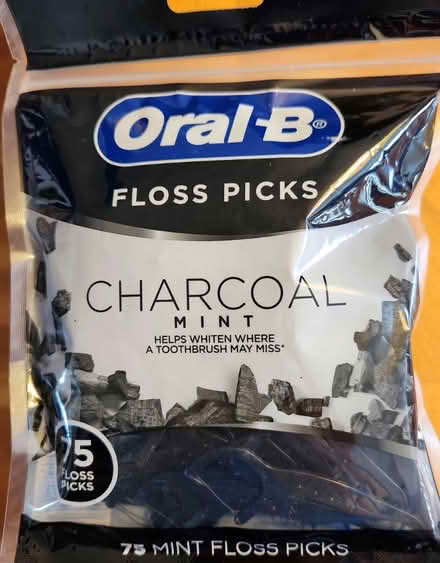 Oral-B®
FLOSS PICKS
CHARCOAL
MINT
HELPS WHITEN WHERE
A TOOTHBRUSH MAY MISS*
75
FLOSS
PICKS
75 MINT FLOSS PICKS